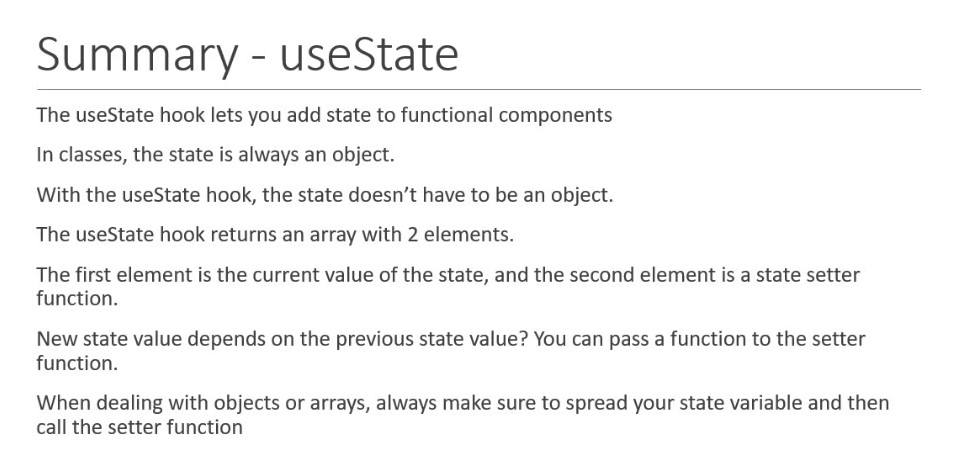 Summary - useState
The useState hook lets you add state to functional components
In classes, the state is always an object.
With the useState hook, the state doesn’t have to be an object.
The useState hook returns an array with 2 elements.
The first element is the current value of the state, and the second element is a state setter
function.
New state value depends on the previous state value? You can pass a function to the setter
function.
When dealing with objects or arrays, always make sure to spread your state variable and then
call the setter function